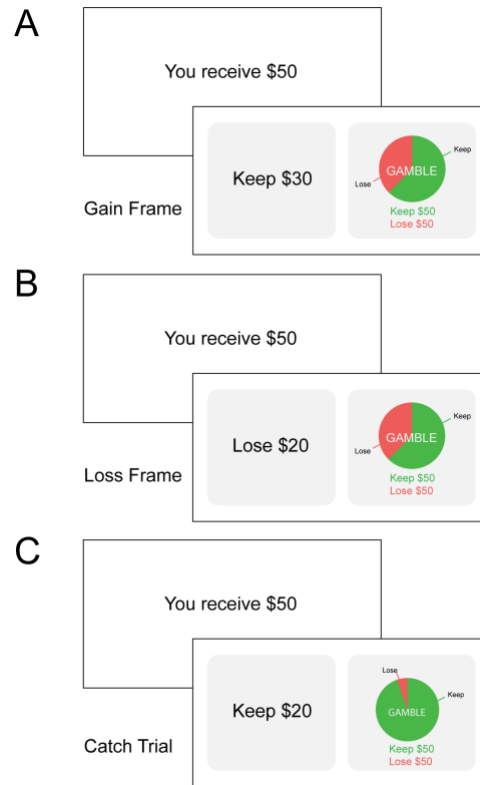 A
You receive $50
Keep $30
GAMBLE
Keep
Lose
Keep $50
Lose $50
Gain Frame
B
You receive $50
Lose $20
GAMBLE
Keep
Lose
Keep $50
Lose $50
Loss Frame
C
You receive $50
Keep $20
Lose
Keep
GAMBLE
Keep $50
Lose $50
Catch Trial